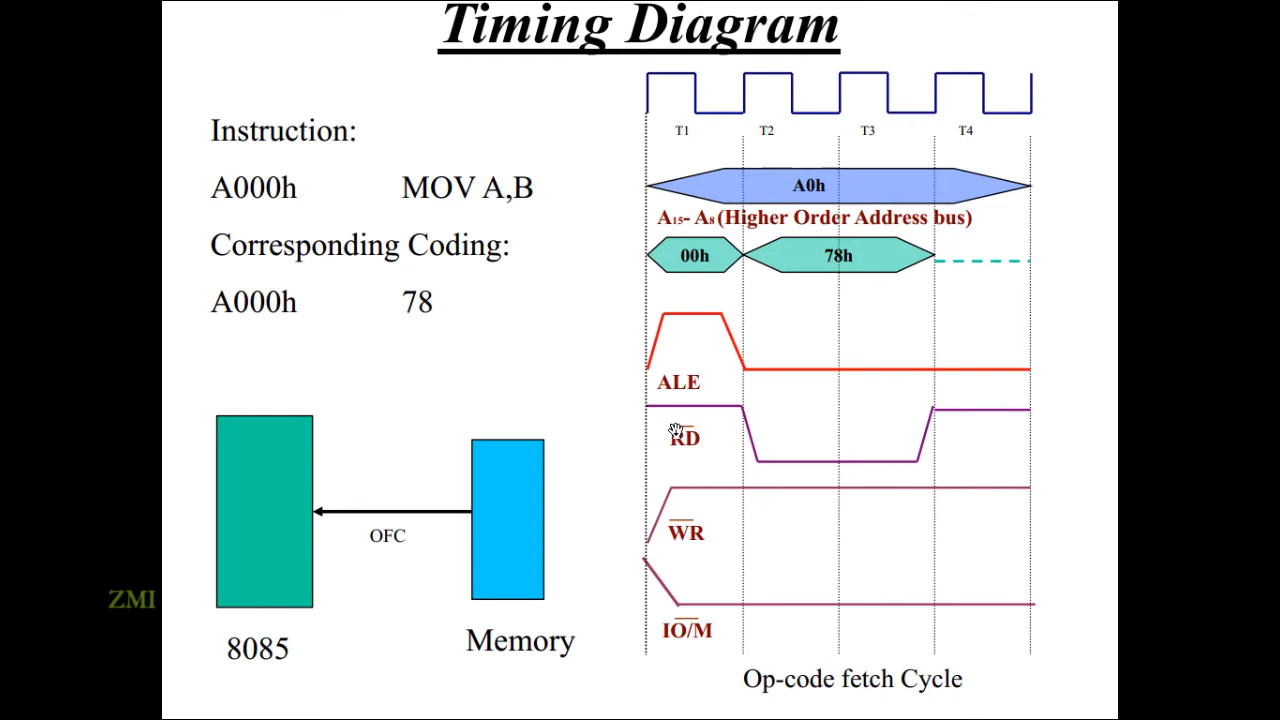 Timing Diagram
Instruction:
A000h MOV A,B
Corresponding Coding:
A000h 78
OFC
8085
Memory
ZMI
T1 T2 T3 T4
A0h
A15- A8 (Higher Order Address bus)
00h 78h
ALE
RD
WR
IO/M
Op-code fetch Cycle